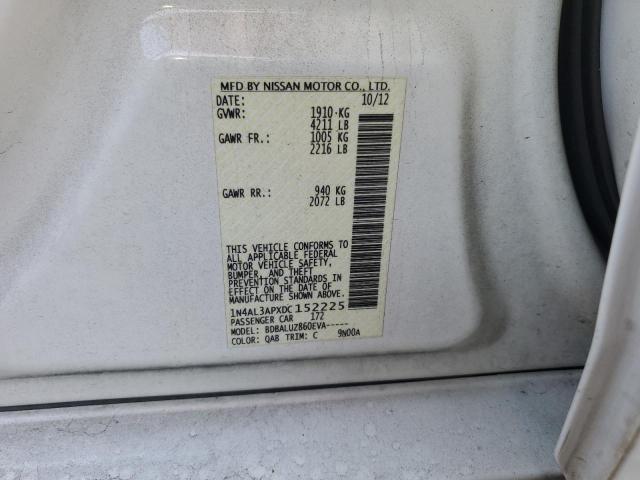 MFD BY NISSAN MOTOR CO., LTD.
DATE: 10/12
GVWR: 1910 KG
4211 LB
GAWR FR.: 1005 KG
2216 LB
GAWR RR.: 940 KG
2072 LB
THIS VEHICLE CONFORMS TO
ALL APPLICABLE FEDERAL
MOTOR VEHICLE SAFETY,
BUMPER, AND THEFT
PREVENTION STANDARDS IN
EFFECT ON THE DATE OF
MANUFACTURE SHOWN ABOVE.
1N4AL3APXDC152225
PASSENGER CAR 172
MODEL: BDBALUZ860EVA-----
COLOR: QAB TRIM: C 9N00A